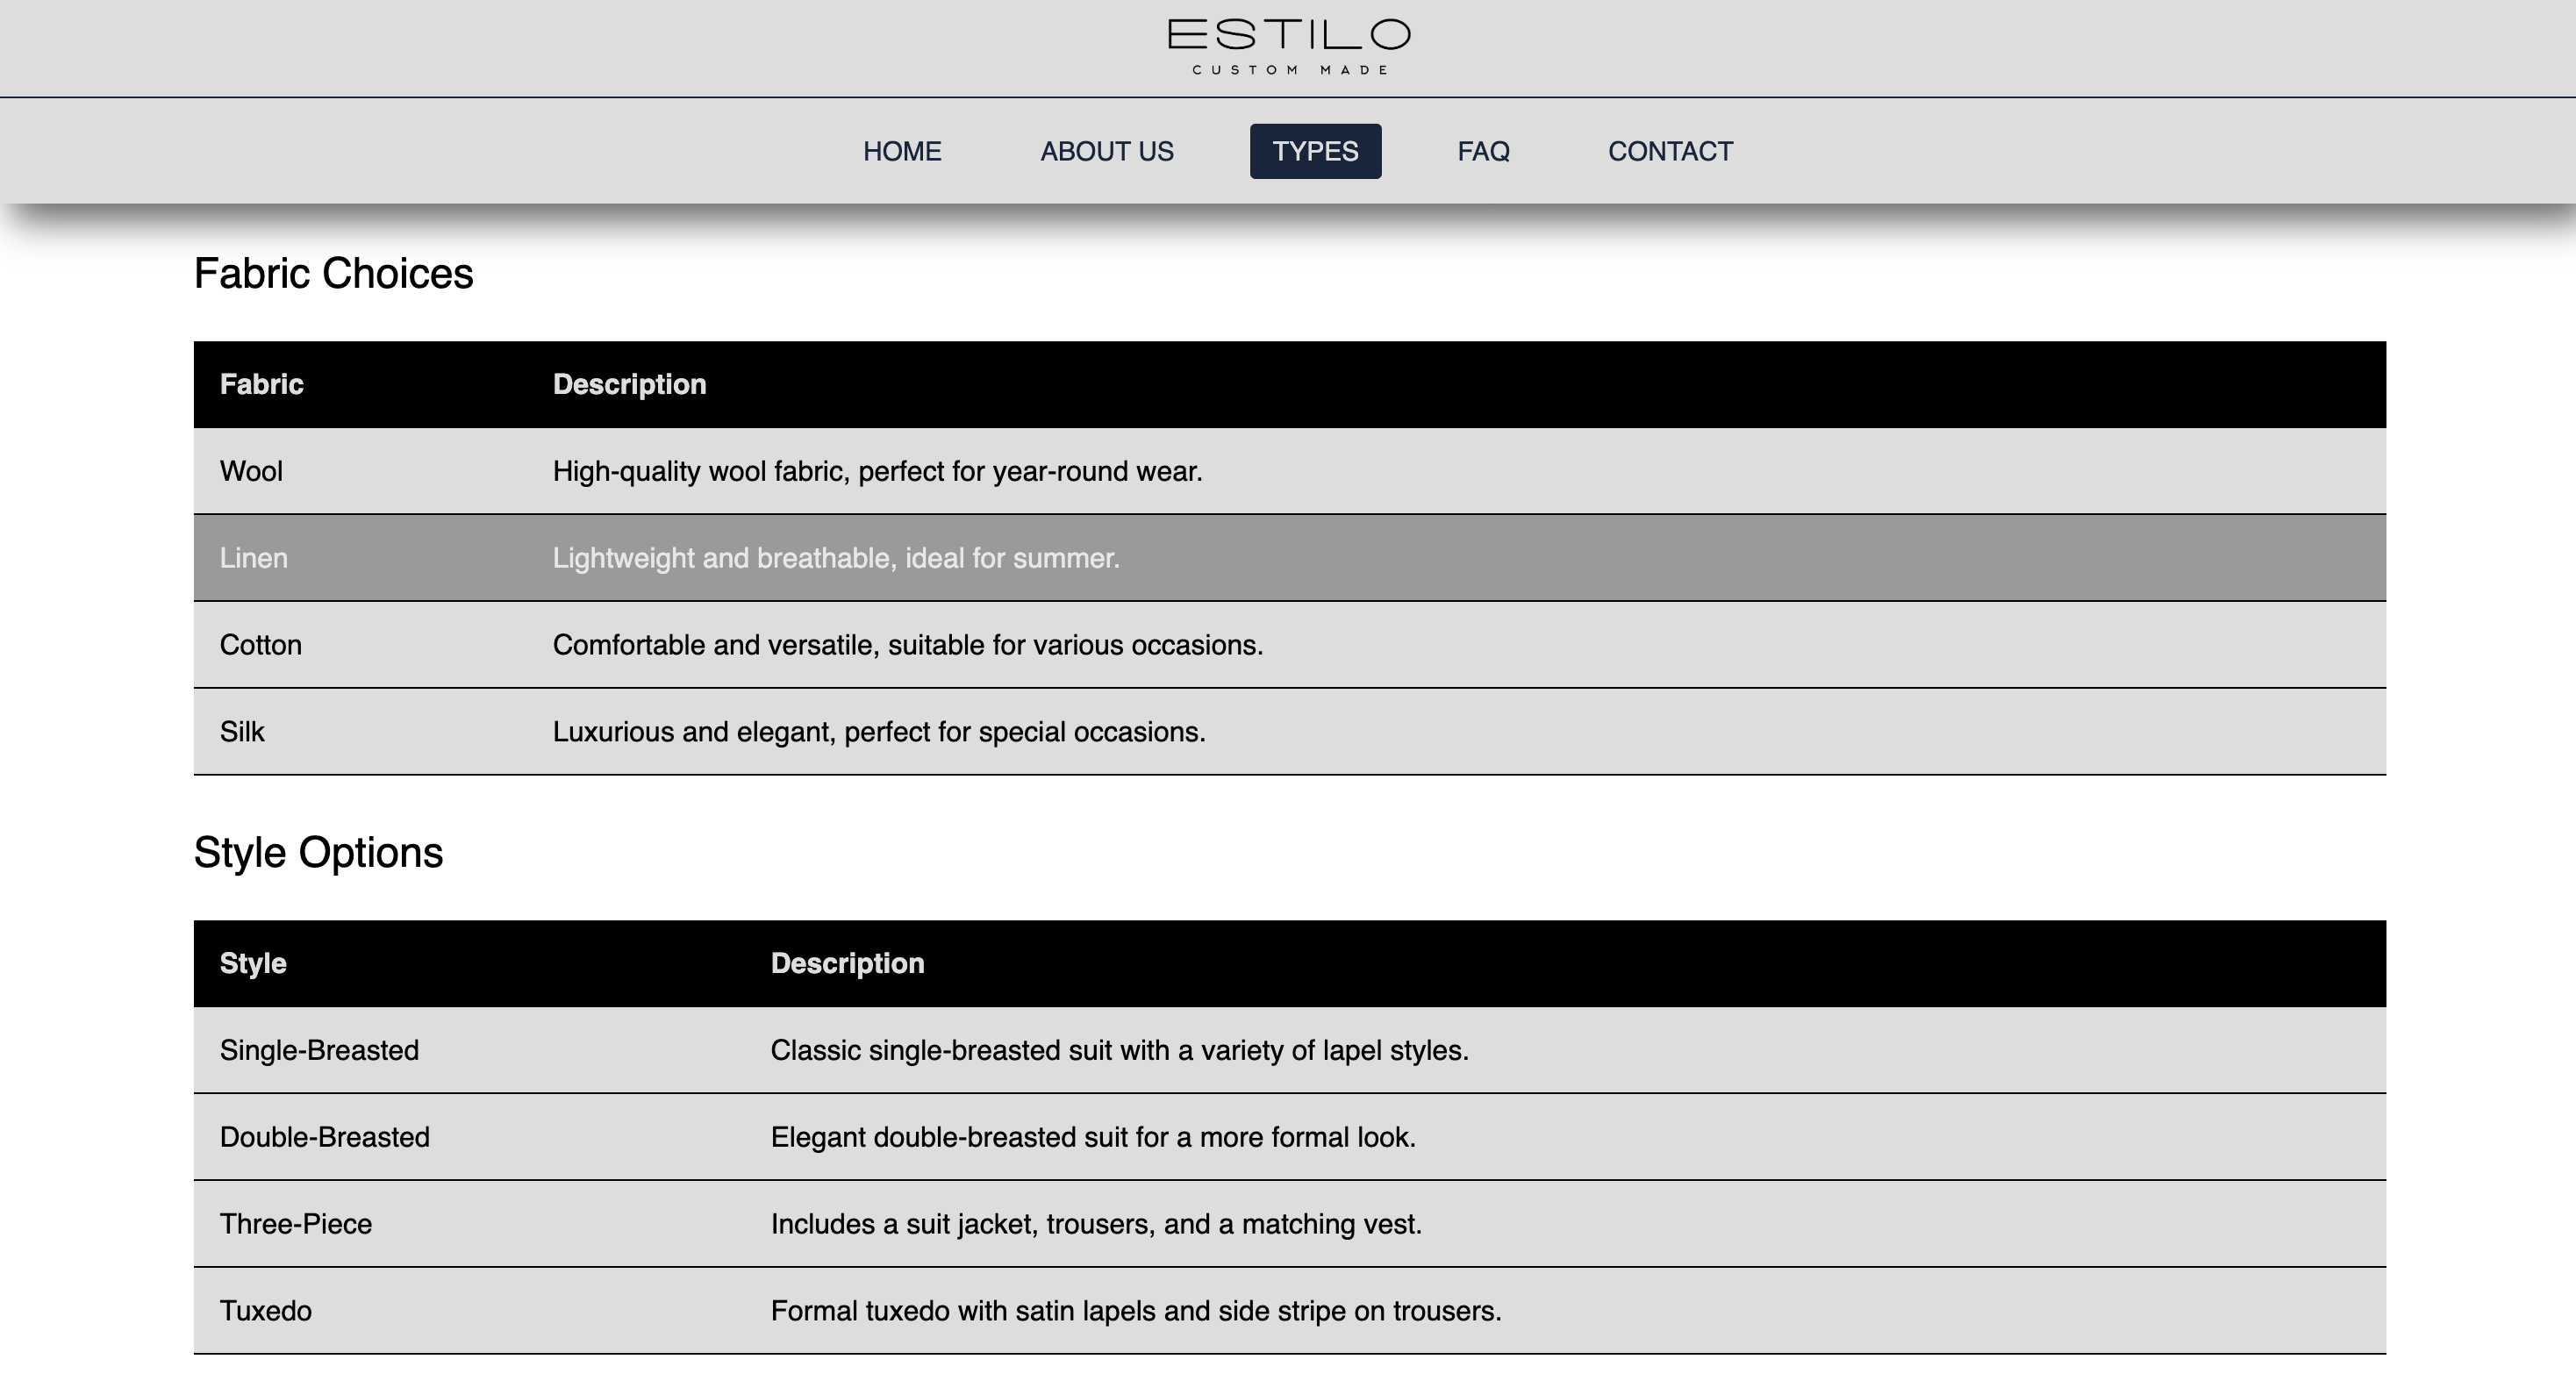 ESTILO
CUSTOM MADE
HOME ABOUT US TYPES FAQ CONTACT
Fabric Choices
Fabric Description
Wool High-quality wool fabric, perfect for year-round wear.
Linen Lightweight and breathable, ideal for summer.
Cotton Comfortable and versatile, suitable for various occasions.
Silk Luxurious and elegant, perfect for special occasions.
Style Options
Style Description
Single-Breasted Classic single-breasted suit with a variety of lapel styles.
Double-Breasted Elegant double-breasted suit for a more formal look.
Three-Piece Includes a suit jacket, trousers, and a matching vest.
Tuxedo Formal tuxedo with satin lapels and side stripe on trousers.